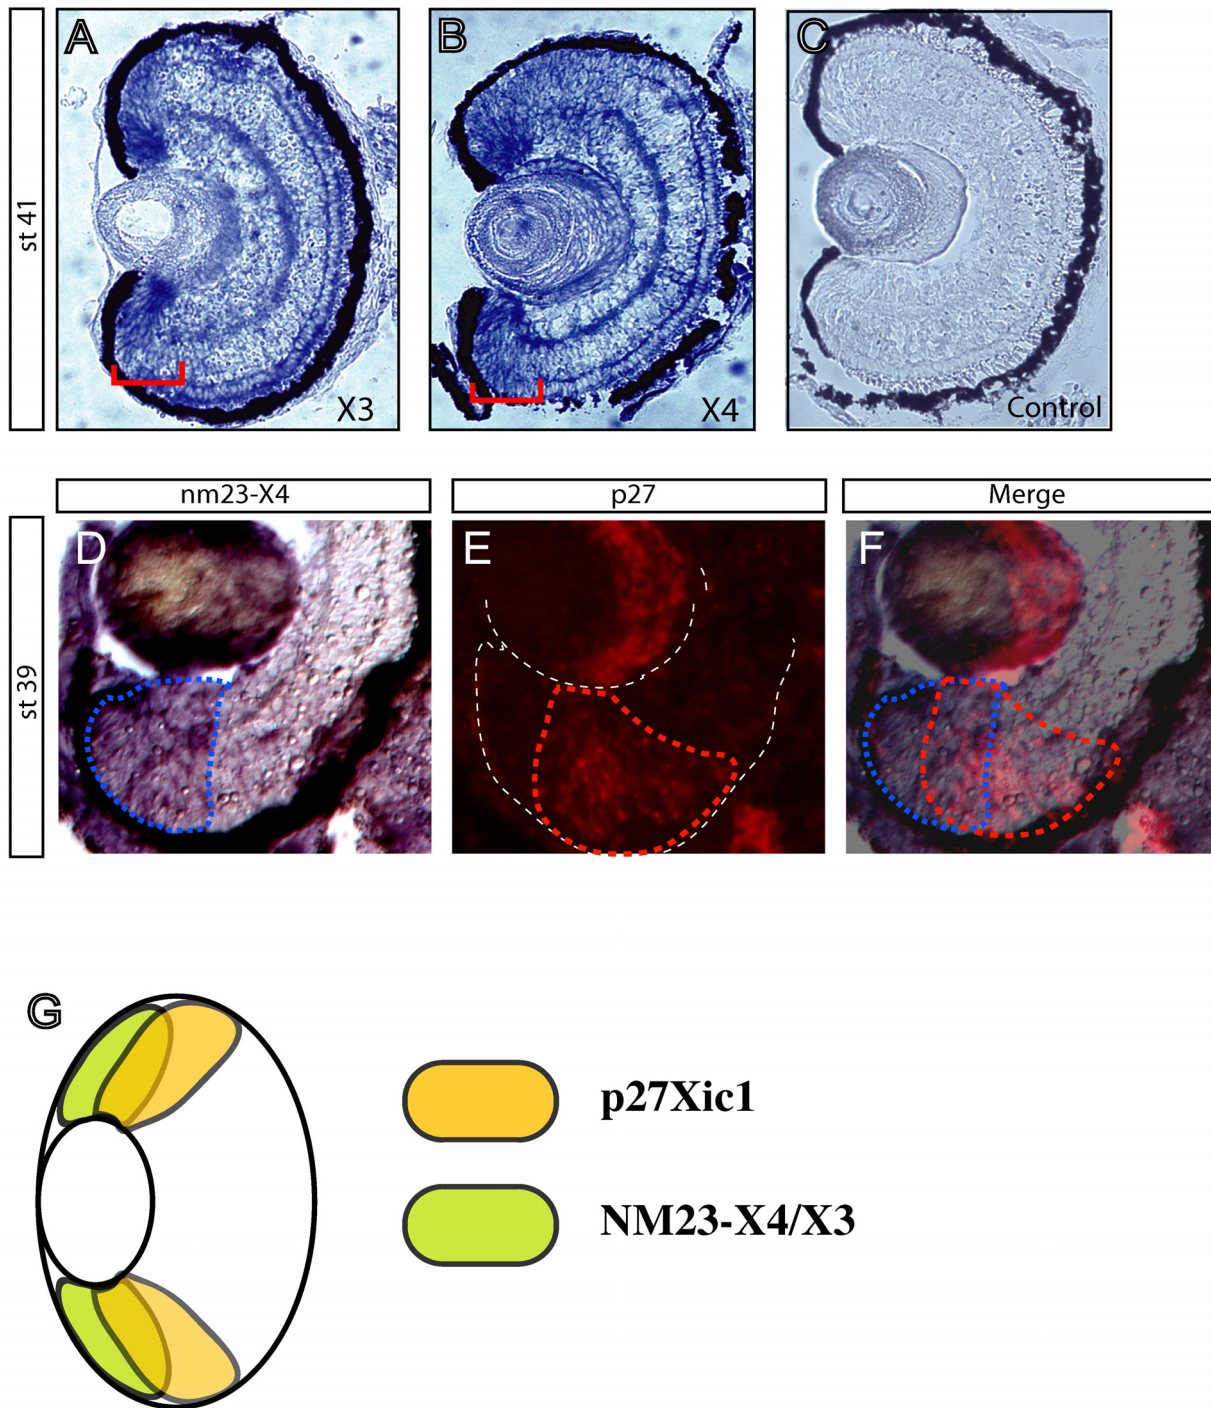 st 41
A
X3
B
X4
C
Control
nm23-X4
p27
Merge
st 39
D
E
F
G
p27Xic1
NM23-X4/X3